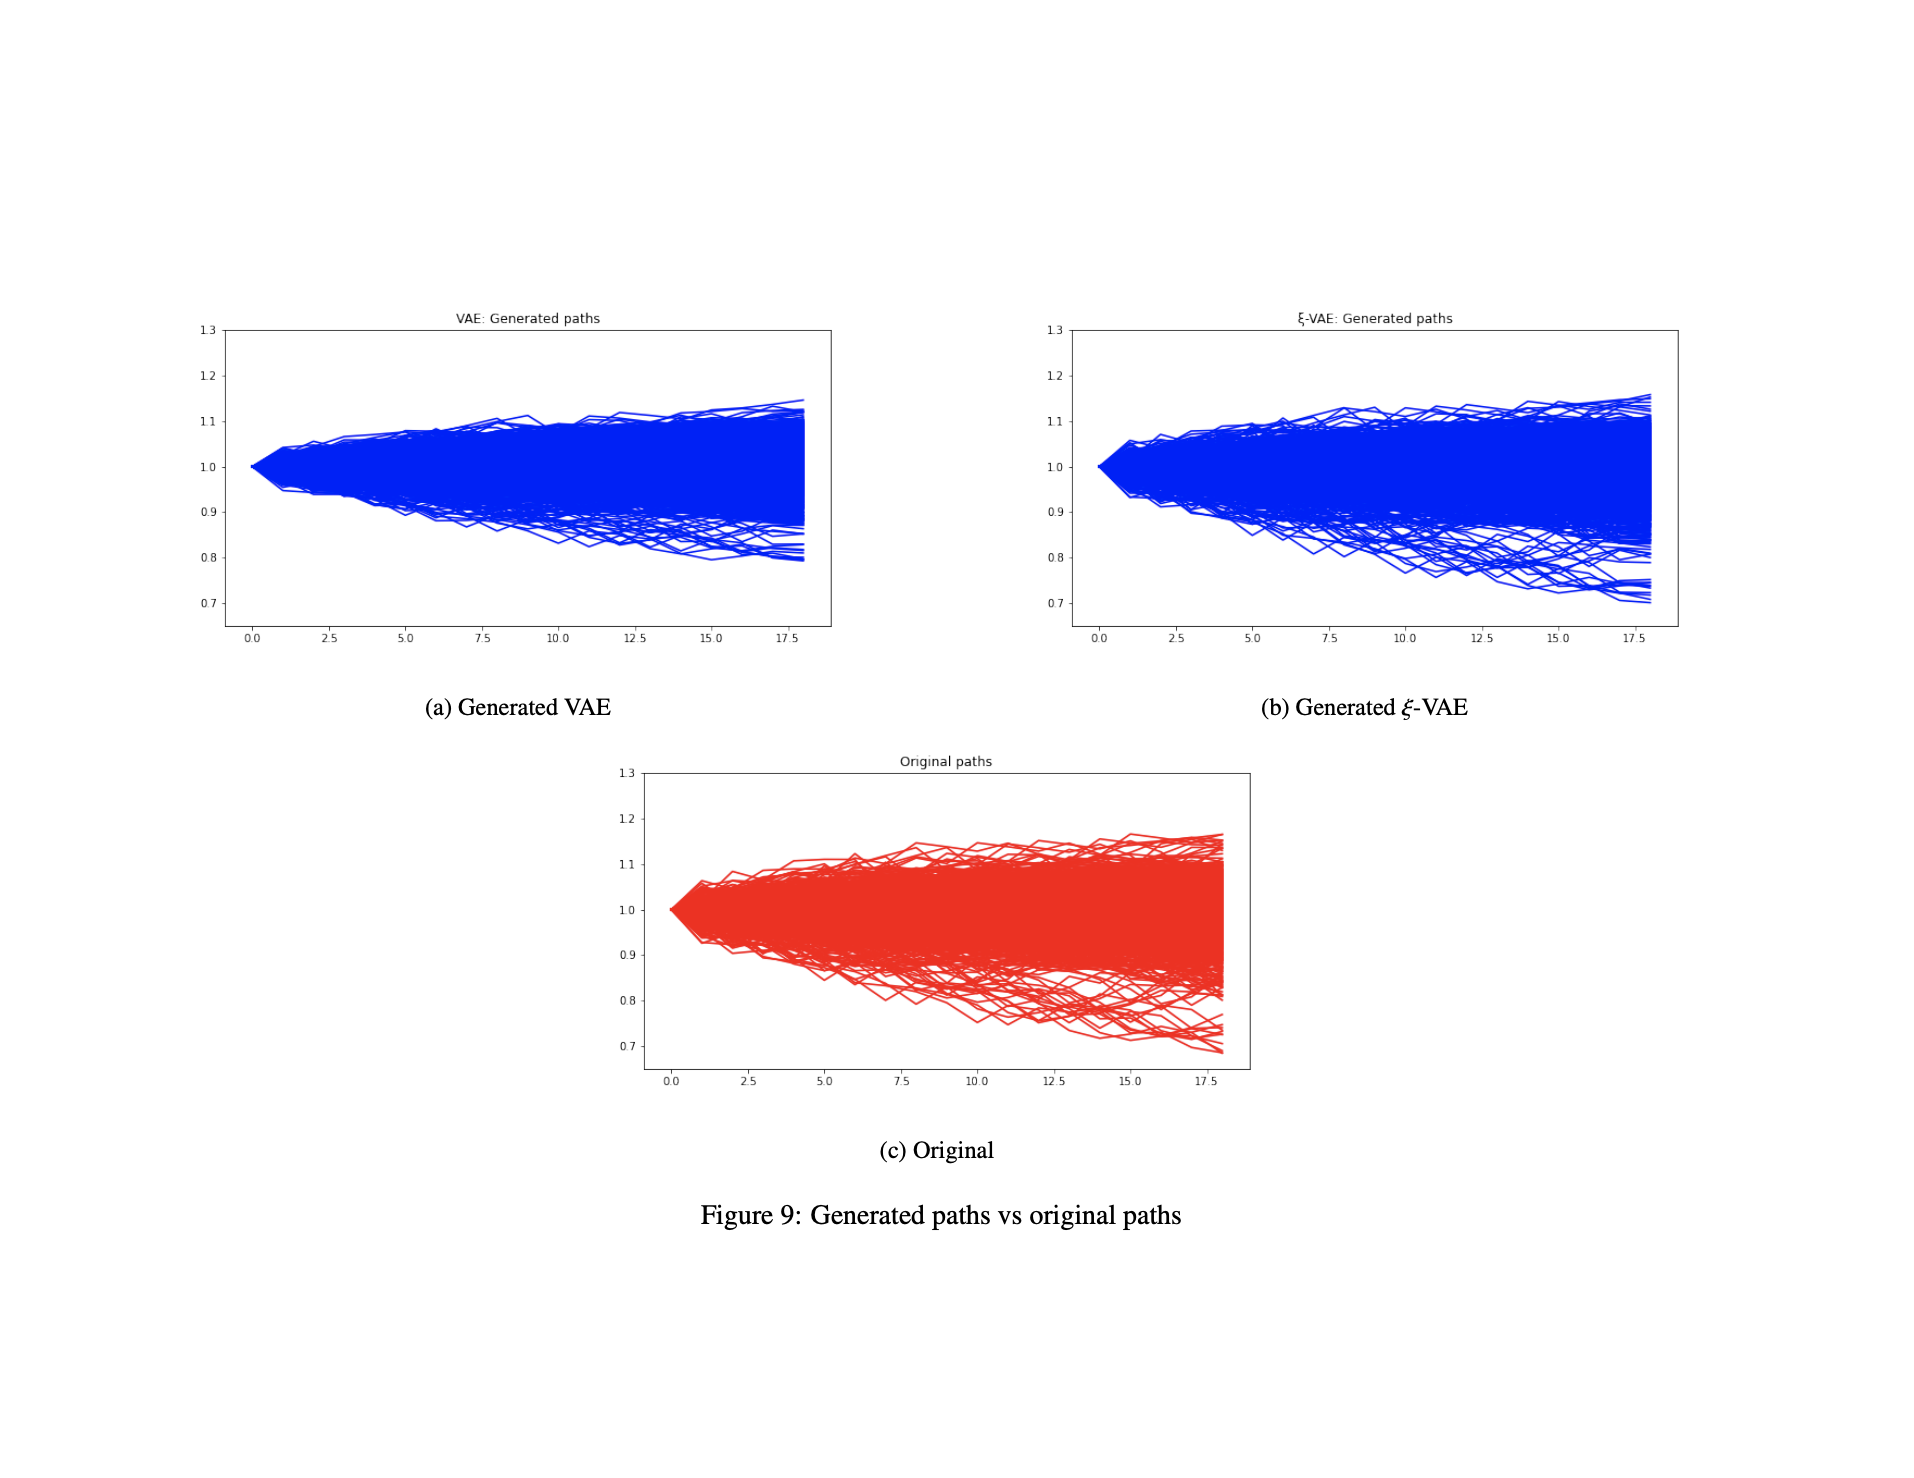 VAE: Generated paths
1.3
1.2
1.1
1.0
0.9
0.8
0.7
0.0 2.5 5.0 7.5 10.0 12.5 15.0 17.5
(a) Generated VAE
ξ-VAE: Generated paths
1.3
1.2
1.1
1.0
0.9
0.8
0.7
0.0 2.5 5.0 7.5 10.0 12.5 15.0 17.5
(b) Generated ξ-VAE
Original paths
1.3
1.2
1.1
1.0
0.9
0.8
0.7
0.0 2.5 5.0 7.5 10.0 12.5 15.0 17.5
(c) Original
Figure 9: Generated paths vs original paths